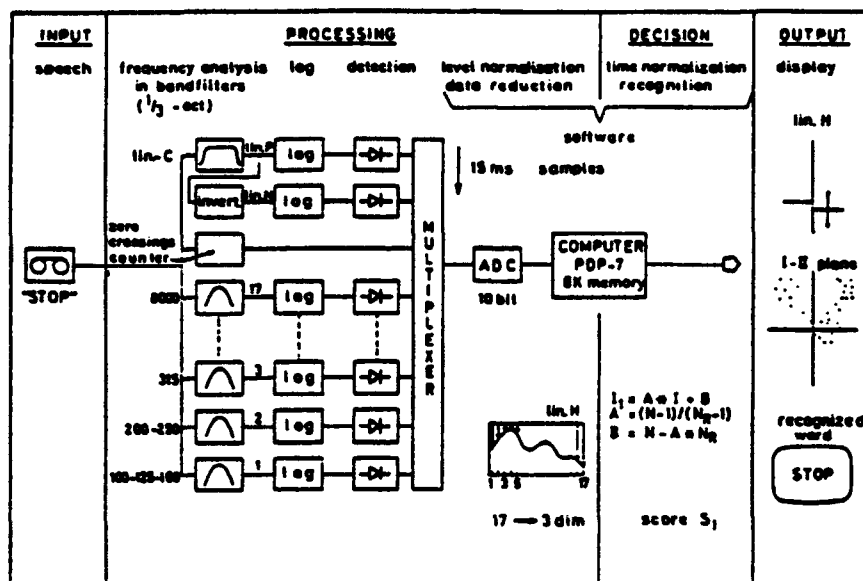 INPUT
speech
PROCESSING
frequency analysis
in bandfilters
(1/3 - oct)
log
detection
level normalization
data reduction
DECISION
time normalization
recognition
software
OUTPUT
display
lin-C
lin.P
log
invert
lin.N
log
zero
crossings
counter
"STOP"
8000
17
log
315
3
log
200-250
2
log
100-125-160
1
log
MULTIPLEXER
15 ms samples
ADC
10 bit
COMPUTER
PDP-7
8K memory
lin. N
1 3 5
17
17 → 3 dim
I₁ = A * I + B
A = (N-1)/(N_R-1)
B = N - A * N_R
score S₁
lin. N
I-II plane
recognized
word
STOP